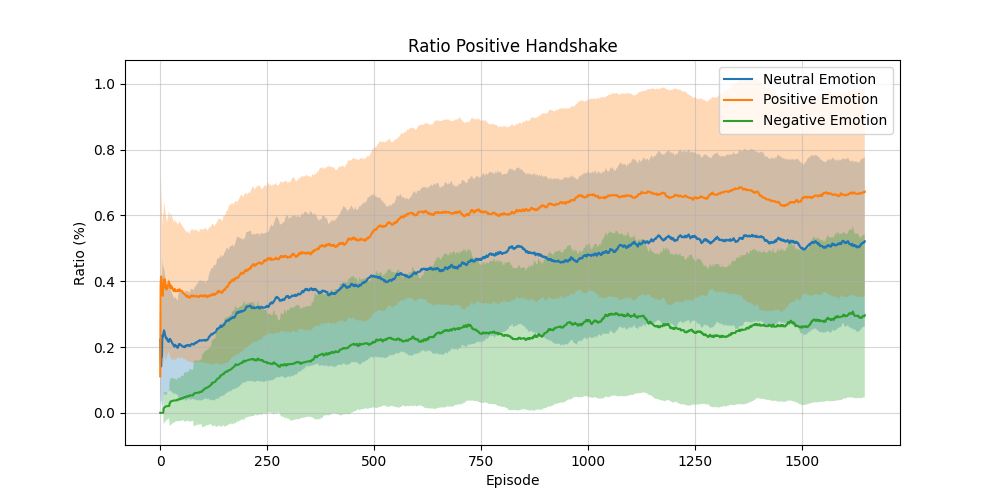 Ratio Positive Handshake
Neutral Emotion
Positive Emotion
Negative Emotion
1.0
0.8
0.6
0.4
0.2
0.0
Ratio (%)
0 250 500 750 1000 1250 1500
Episode